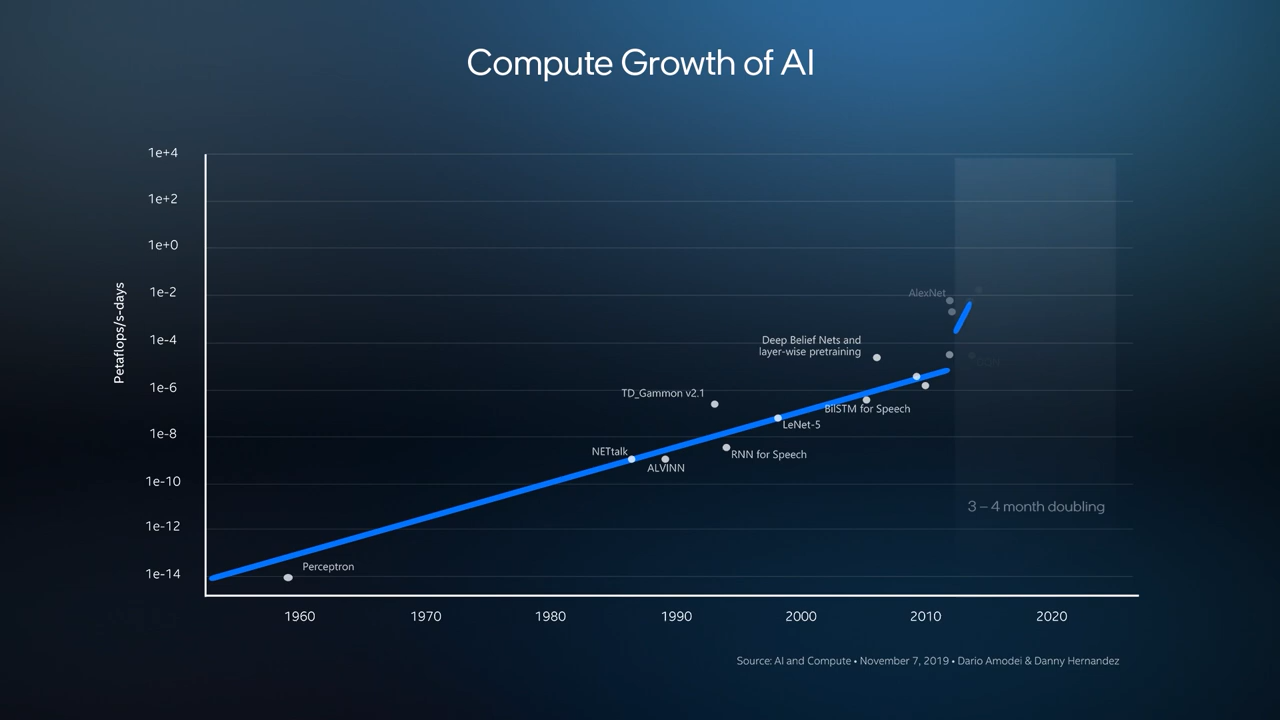 Compute Growth of AI
1e+4
1e+2
1e+0
1e-2
1e-4
1e-6
1e-8
1e-10
1e-12
1e-14
Petaflops/s-days
AlexNet
Deep Belief Nets and
layer-wise pretraining
TD_Gammon v2.1
BilSTM for Speech
LeNet-5
NETtalk
RNN for Speech
ALVINN
3 – 4 month doubling
Perceptron
1960
1970
1980
1990
2000
2010
2020
Source: AI and Compute • November 7, 2019 • Dario Amodei & Danny Hernandez